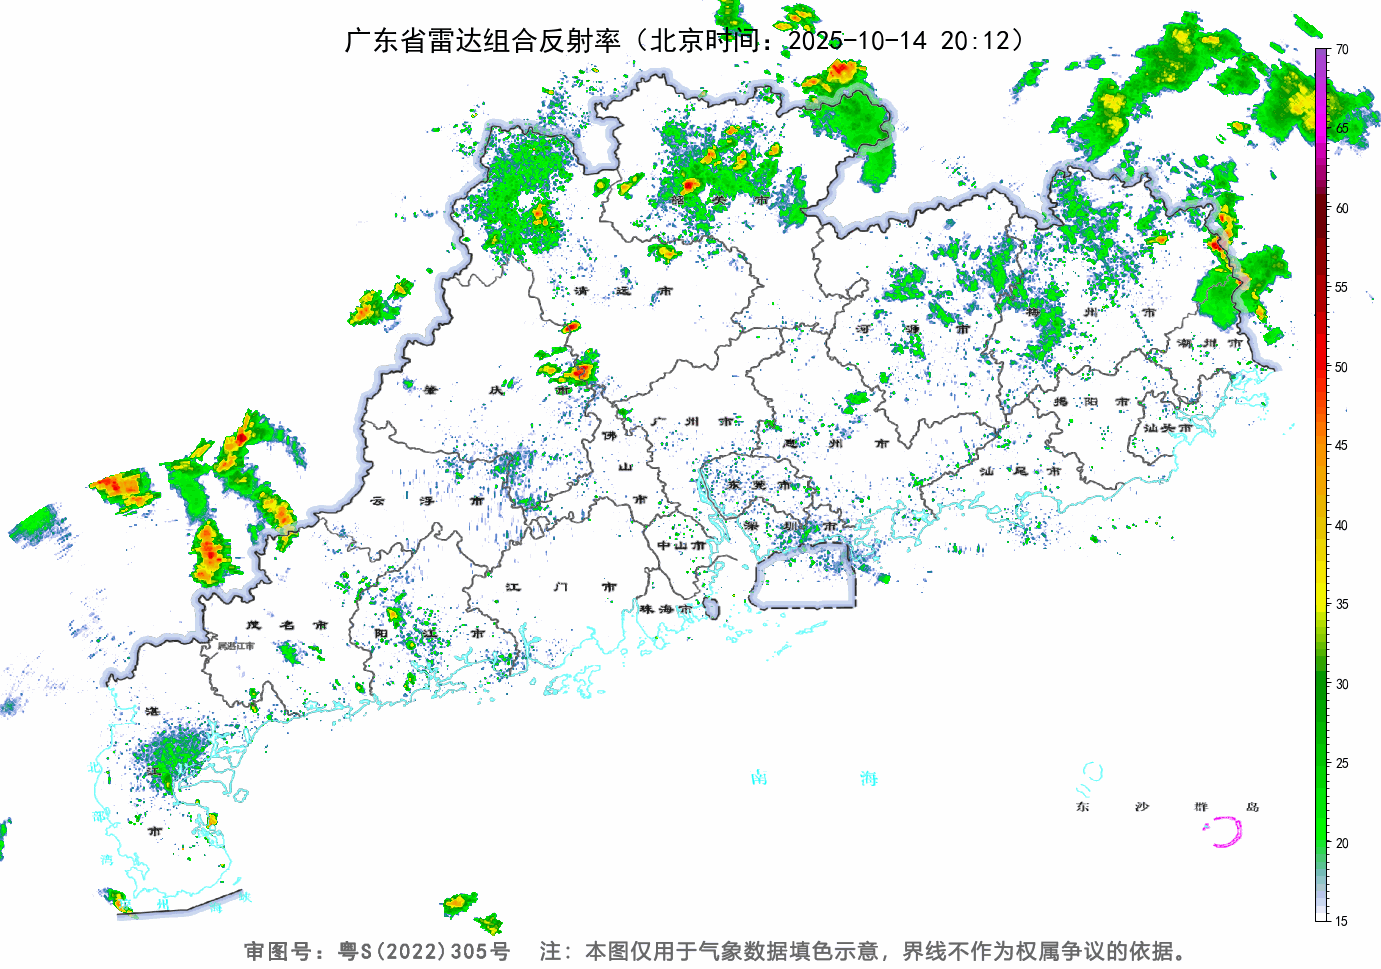 广东省雷达组合反射率（北京时间：2025-10-14 20:12）
70
65
60
55
50
45
40
35
30
25
20
15
韶关市
清远市
河源市
梅州市
潮州市
肇庆市
广州市
佛山市
惠州市
揭阳市
汕头市
汕尾市
云浮市
东莞市
深圳市
中山市
江门市
珠海市
茂名市
阳江市
属湛江市
湛江市
北部湾
南海
东沙群岛
琼州海峡
审图号：粤S(2022)305号 注：本图仅用于气象数据填色示意，界线不作为权属争议的依据。